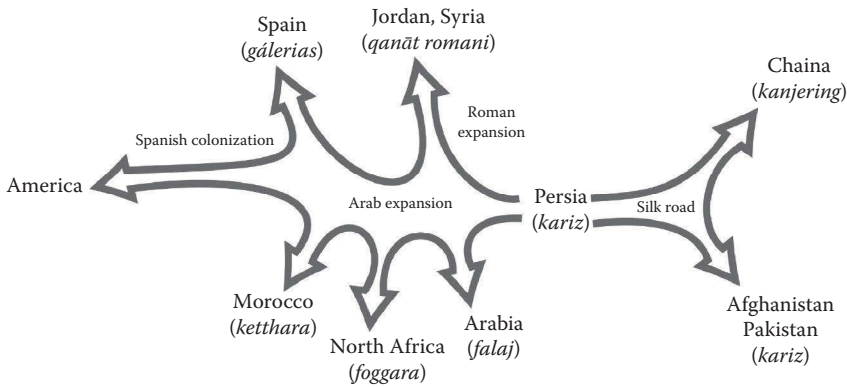 Spain
(gálerias)
Jordan, Syria
(qanāt romani)
Chaina
(kanjering)
Roman
expansion
Spanish colonization
America
Arab expansion
Persia
(kariz)
Silk road
Morocco
(ketthara)
North Africa
(foggara)
Arabia
(falaj)
Afghanistan
Pakistan
(kariz)